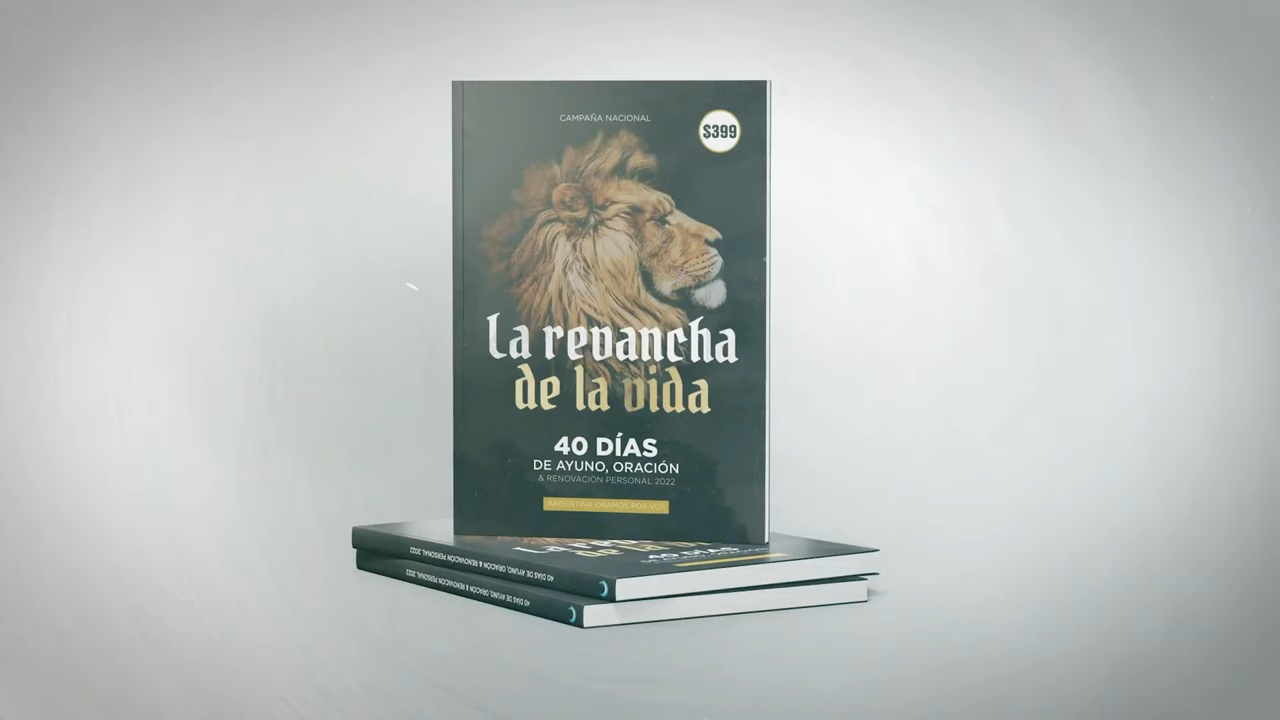 CAMPAÑA NACIONAL
$399
La revancha
de la vida
40 DÍAS
DE AYUNO, ORACIÓN
& RENOVACIÓN PERSONAL 2022
ARGENTINA ORAMOS POR VOS
40 DÍAS DE AYUNO, ORACIÓN & RENOVACIÓN PERSONAL 2022
40 DÍAS DE AYUNO, ORACIÓN & RENOVACIÓN PERSONAL 2022